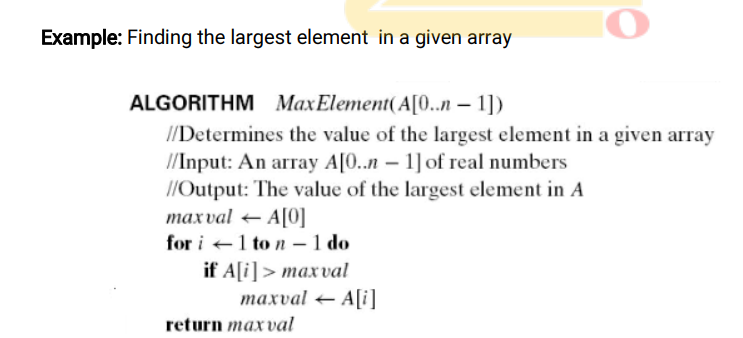 Example: Finding the largest element in a given array
ALGORITHM MaxElement(A[0..n – 1])
//Determines the value of the largest element in a given array
//Input: An array A[0..n – 1] of real numbers
//Output: The value of the largest element in A
maxval ← A[0]
for i ← 1 to n – 1 do
if A[i] > maxval
maxval ← A[i]
return maxval